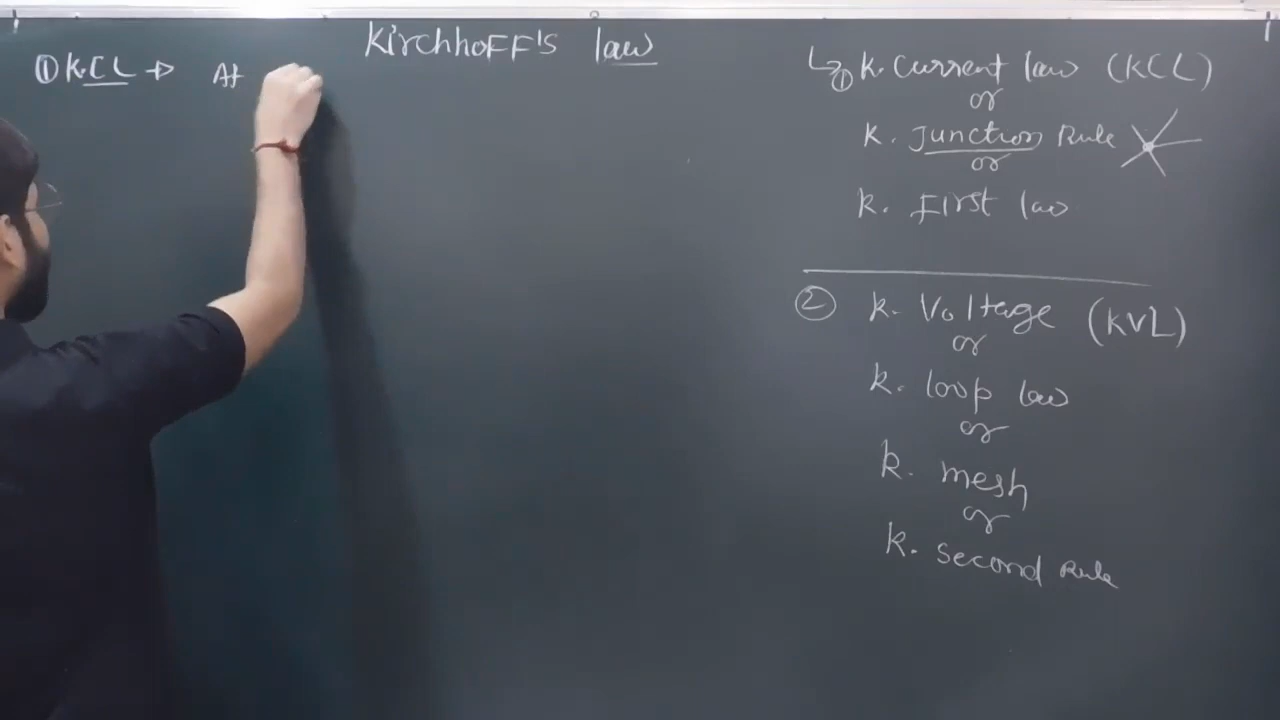 Kirchhoff's law
① K.CL → At
↳① K. Current law (KCL)
or
K. Junction Rule
or
K. First law
② K. Voltage (KVL)
or
K. loop law
or
K. mesh
or
K. Second Rule